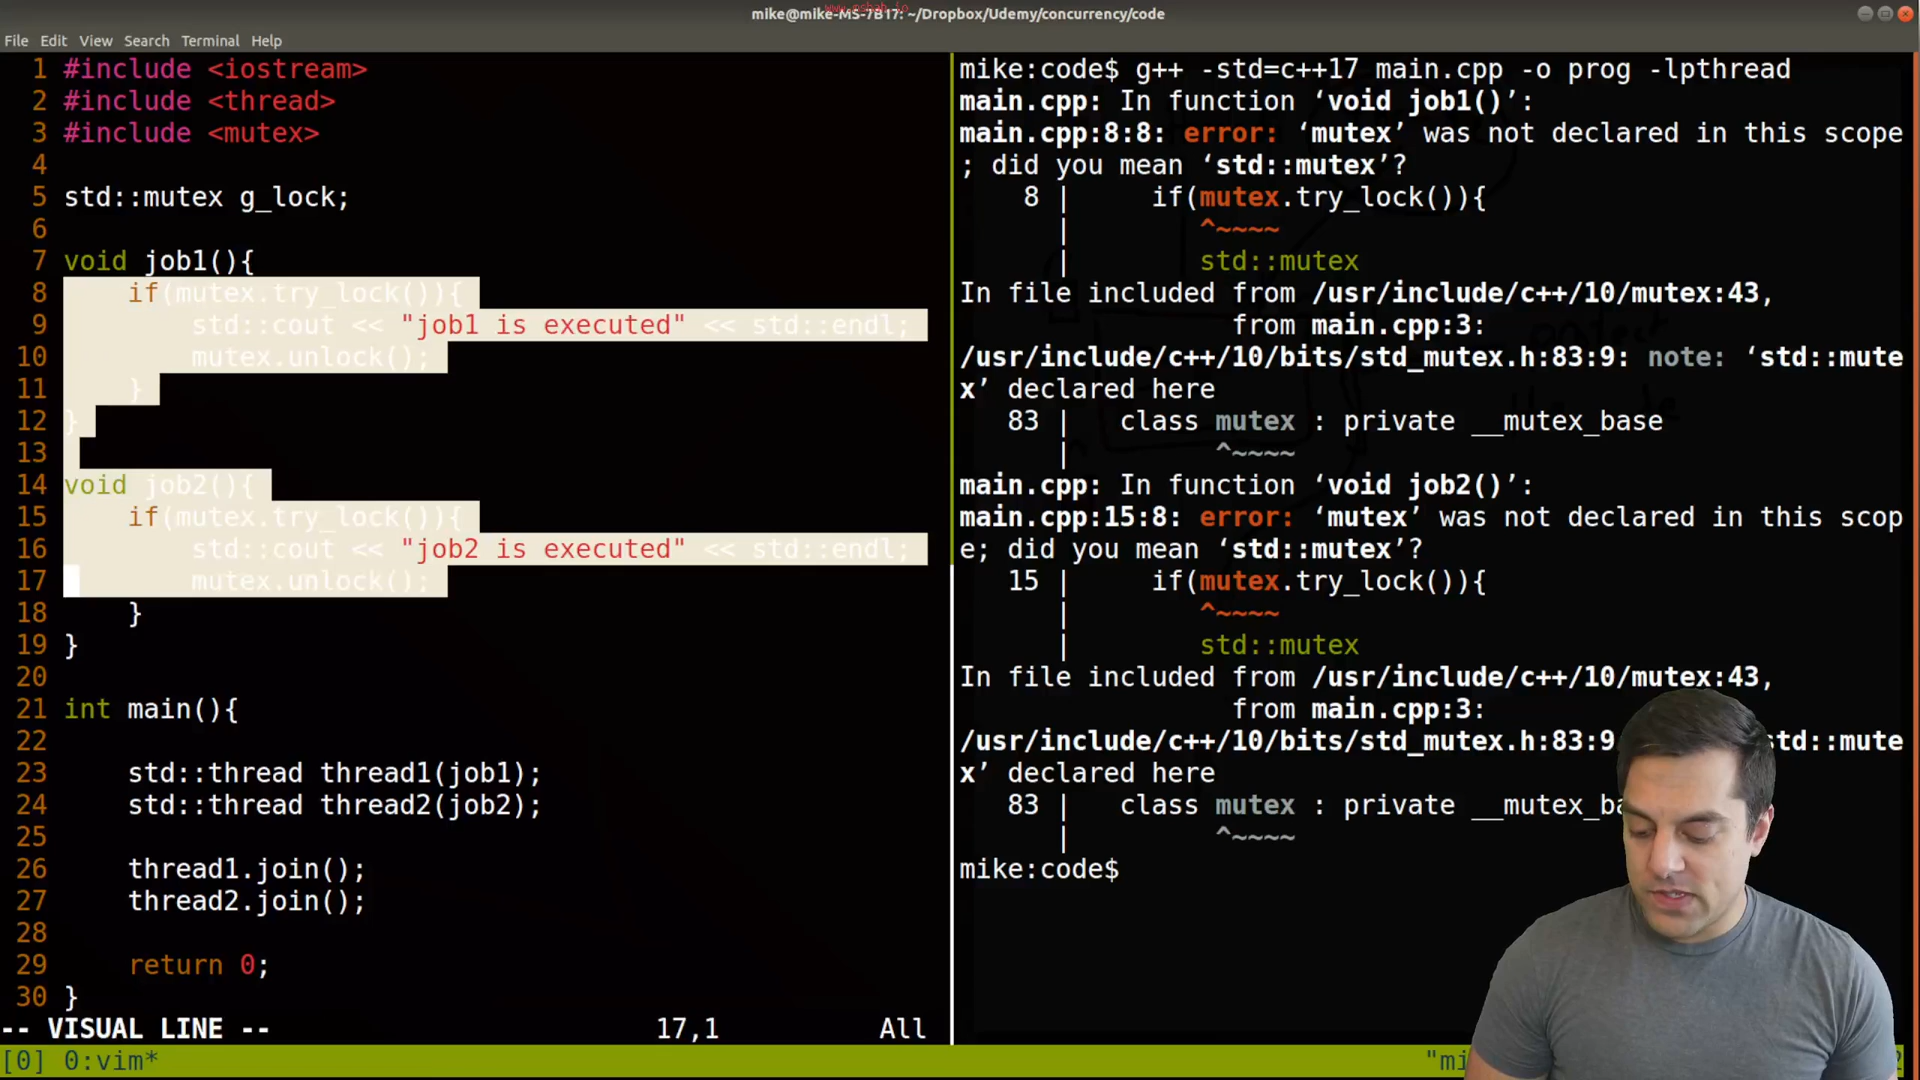 www.msbab.io
mike@mike-MS-7B17: ~/Dropbox/Udemy/concurrency/code
File Edit View Search Terminal Help
1 #include <iostream>
2 #include <thread>
3 #include <mutex>
4
5 std::mutex g_lock;
6
7 void job1(){
8 if(mutex.try_lock()){
9 std::cout << "job1 is executed" << std::endl;
10 mutex.unlock();
11 }
12 }
13
14 void job2(){
15 if(mutex.try_lock()){
16 std::cout << "job2 is executed" << std::endl;
17 mutex.unlock();
18 }
19 }
20
21 int main(){
22
23 std::thread thread1(job1);
24 std::thread thread2(job2);
25
26 thread1.join();
27 thread2.join();
28
29 return 0;
30 }
-- VISUAL LINE -- 17,1 All
mike:code$ g++ -std=c++17 main.cpp -o prog -lpthread
main.cpp: In function ‘void job1()’:
main.cpp:8:8: error: ‘mutex’ was not declared in this scope
; did you mean ‘std::mutex’?
8 | if(mutex.try_lock()){
| ^~~~~
| std::mutex
In file included from /usr/include/c++/10/mutex:43,
from main.cpp:3:
/usr/include/c++/10/bits/std_mutex.h:83:9: note: ‘std::mute
x’ declared here
83 | class mutex : private __mutex_base
| ^~~~~
main.cpp: In function ‘void job2()’:
main.cpp:15:8: error: ‘mutex’ was not declared in this scop
e; did you mean ‘std::mutex’?
15 | if(mutex.try_lock()){
| ^~~~~
| std::mutex
In file included from /usr/include/c++/10/mutex:43,
from main.cpp:3:
/usr/include/c++/10/bits/std_mutex.h:83:9 std::mute
x’ declared here
83 | class mutex : private __mutex_ba
| ^~~~~
mike:code$
[0] 0:vim* "mi